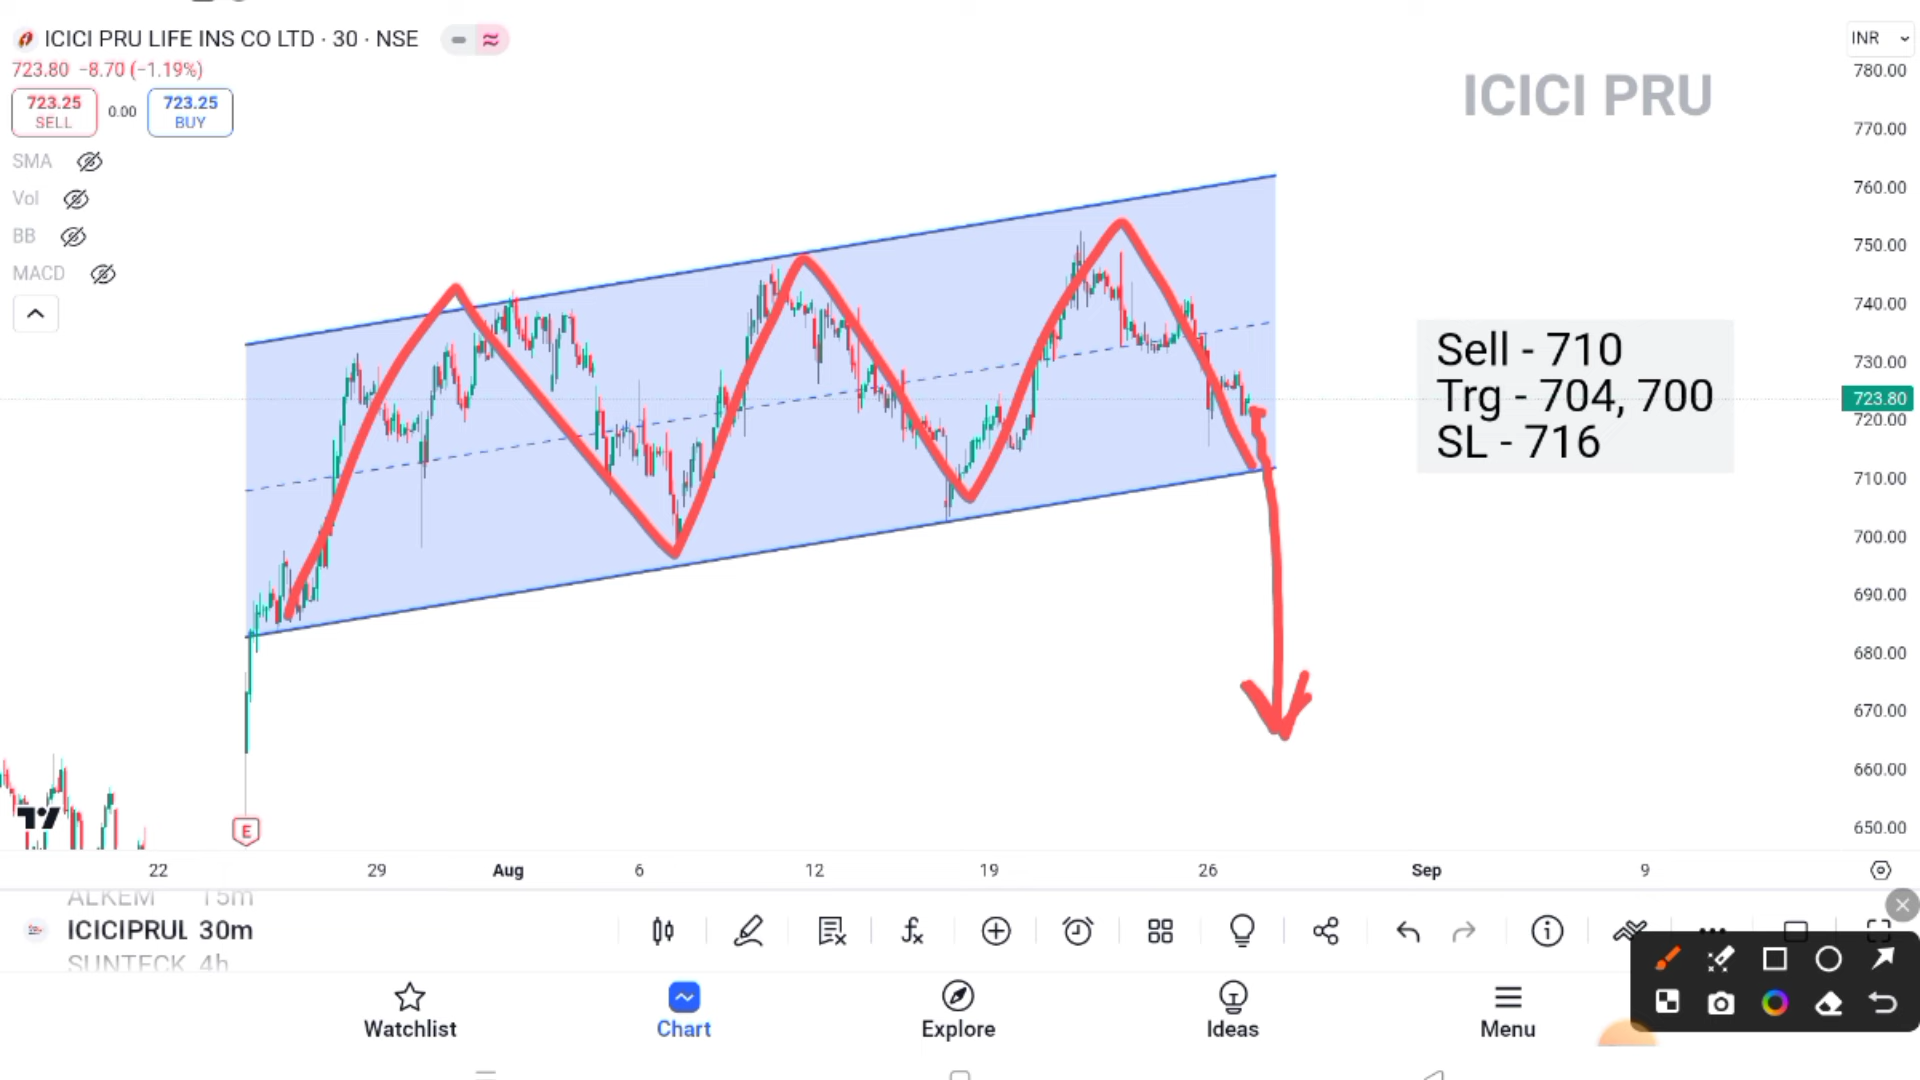 ICICI PRU LIFE INS CO LTD · 30 · NSE
723.80 −8.70 (−1.19%)
723.25 SELL 0.00 723.25 BUY
SMA
Vol
BB
MACD
ICICI PRU
INR
780.00
770.00
760.00
750.00
740.00
730.00
723.80
720.00
710.00
700.00
690.00
680.00
670.00
660.00
650.00
Sell - 710
Trg - 704, 700
SL - 716
E
22 29 Aug 6 12 19 26 Sep 9
ALKEM 15m
ICICIPRUL 30m
SUNTECK 4h
Watchlist Chart Explore Ideas Menu